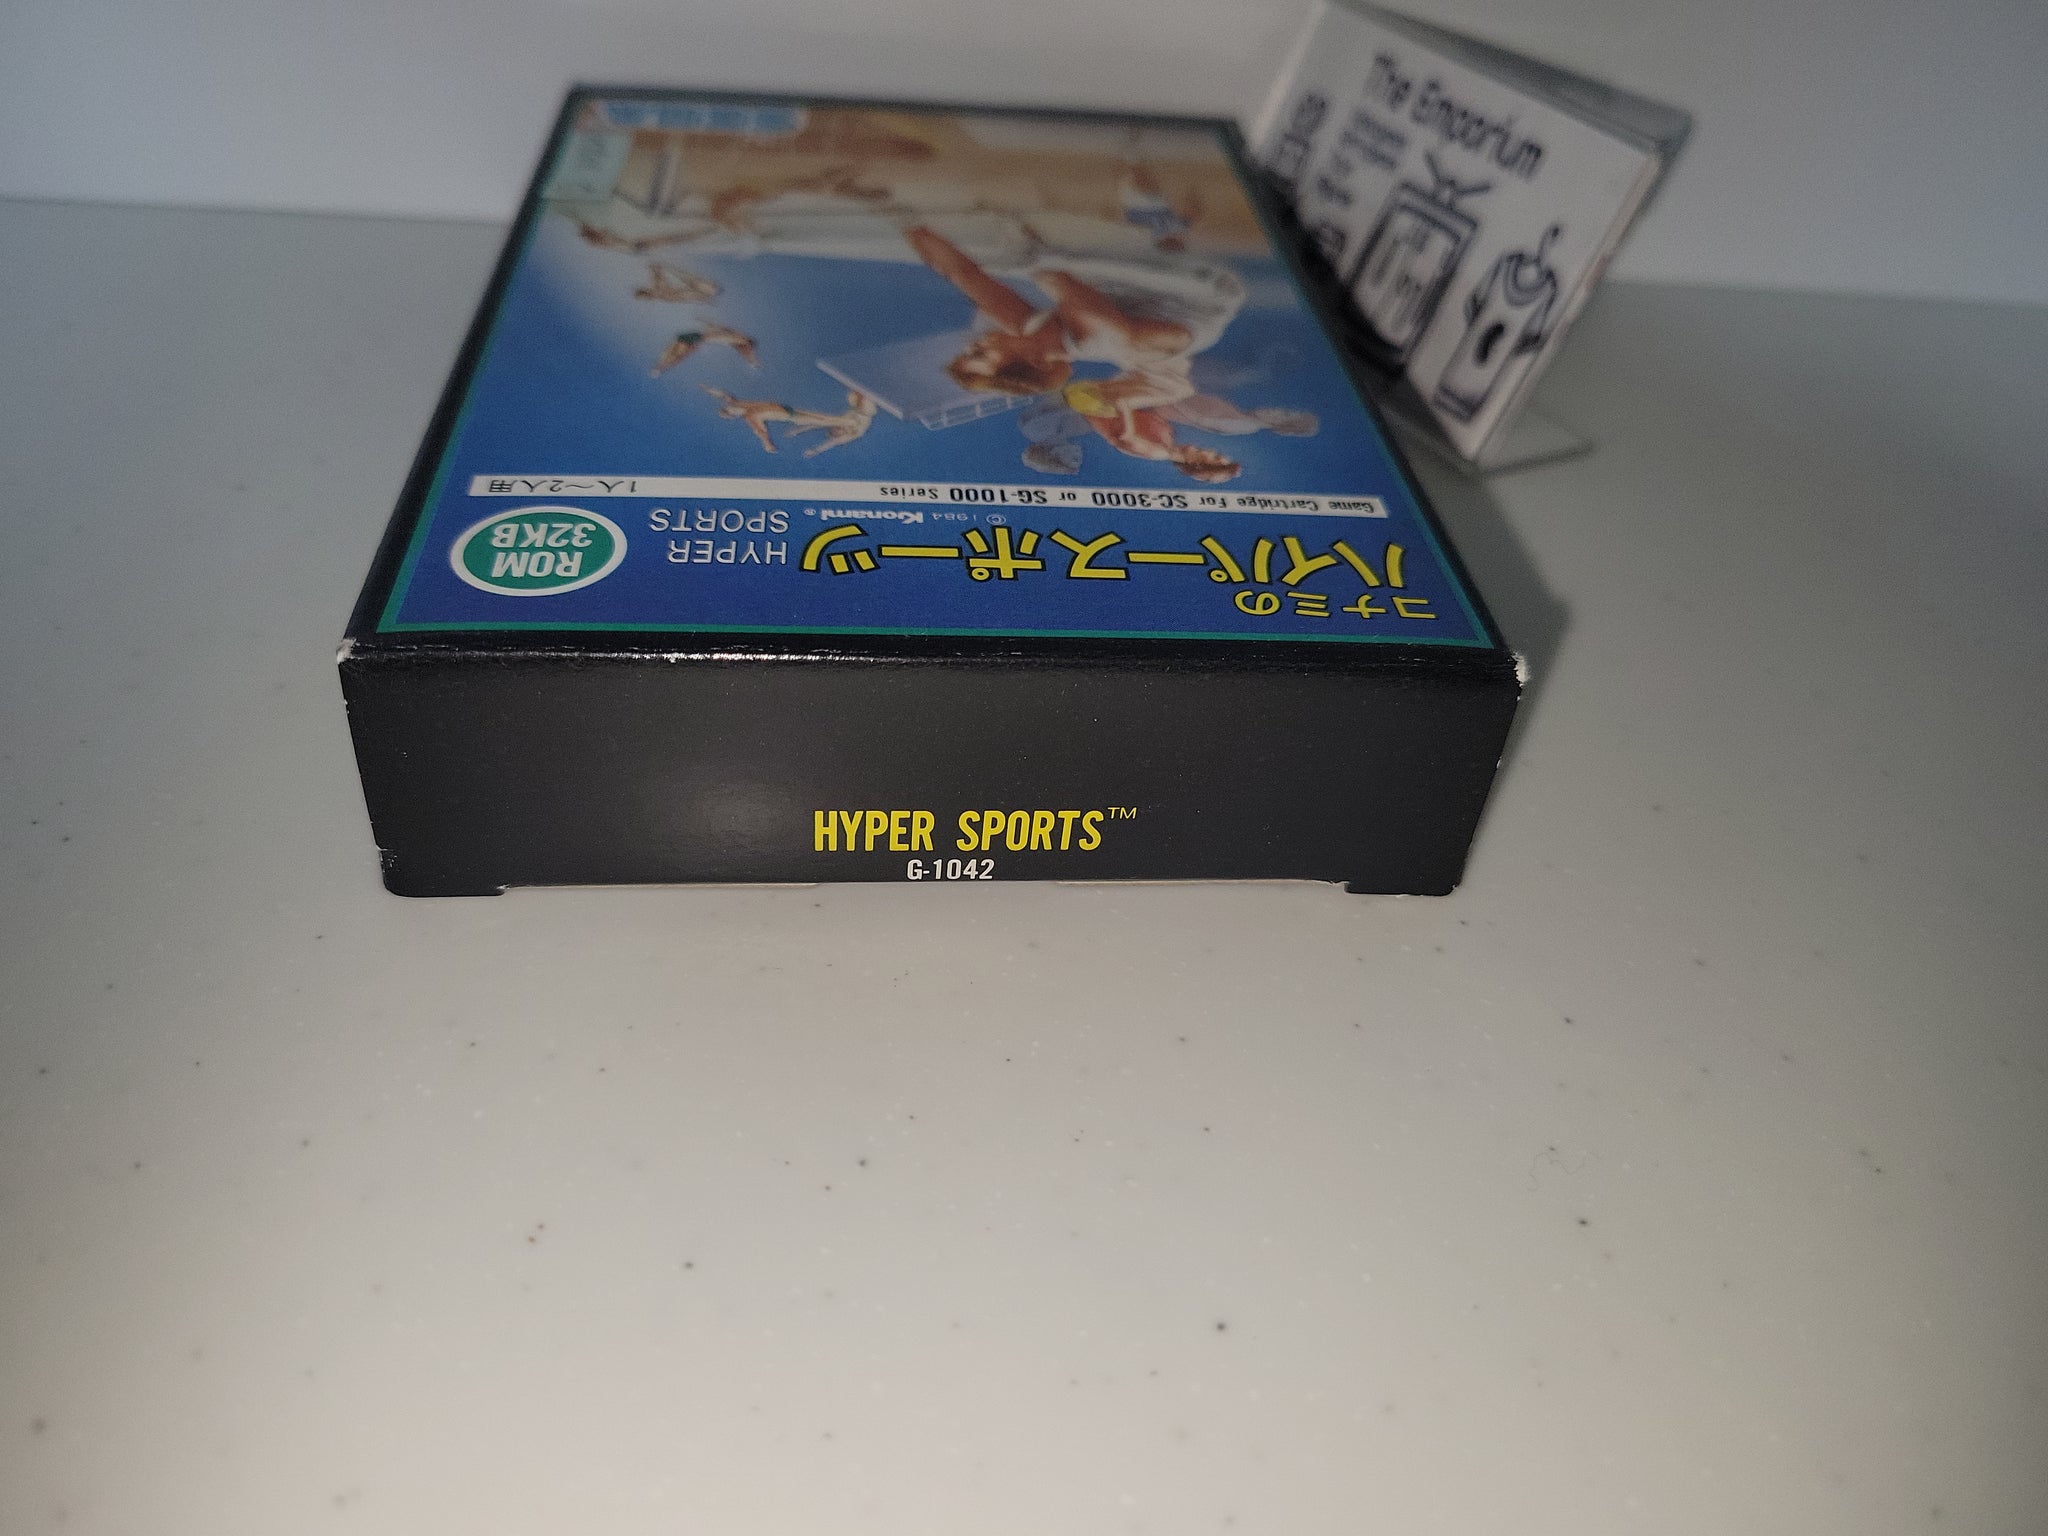 HYPER SPORTS™
G-1042
コナミの
ハイパースポーツ
HYPER
SPORTS
© 1984 Konami®
ROM
32KB
Game Cartridge For SC-3000 or SG-1000 Series
1人〜2人用
The Emporium